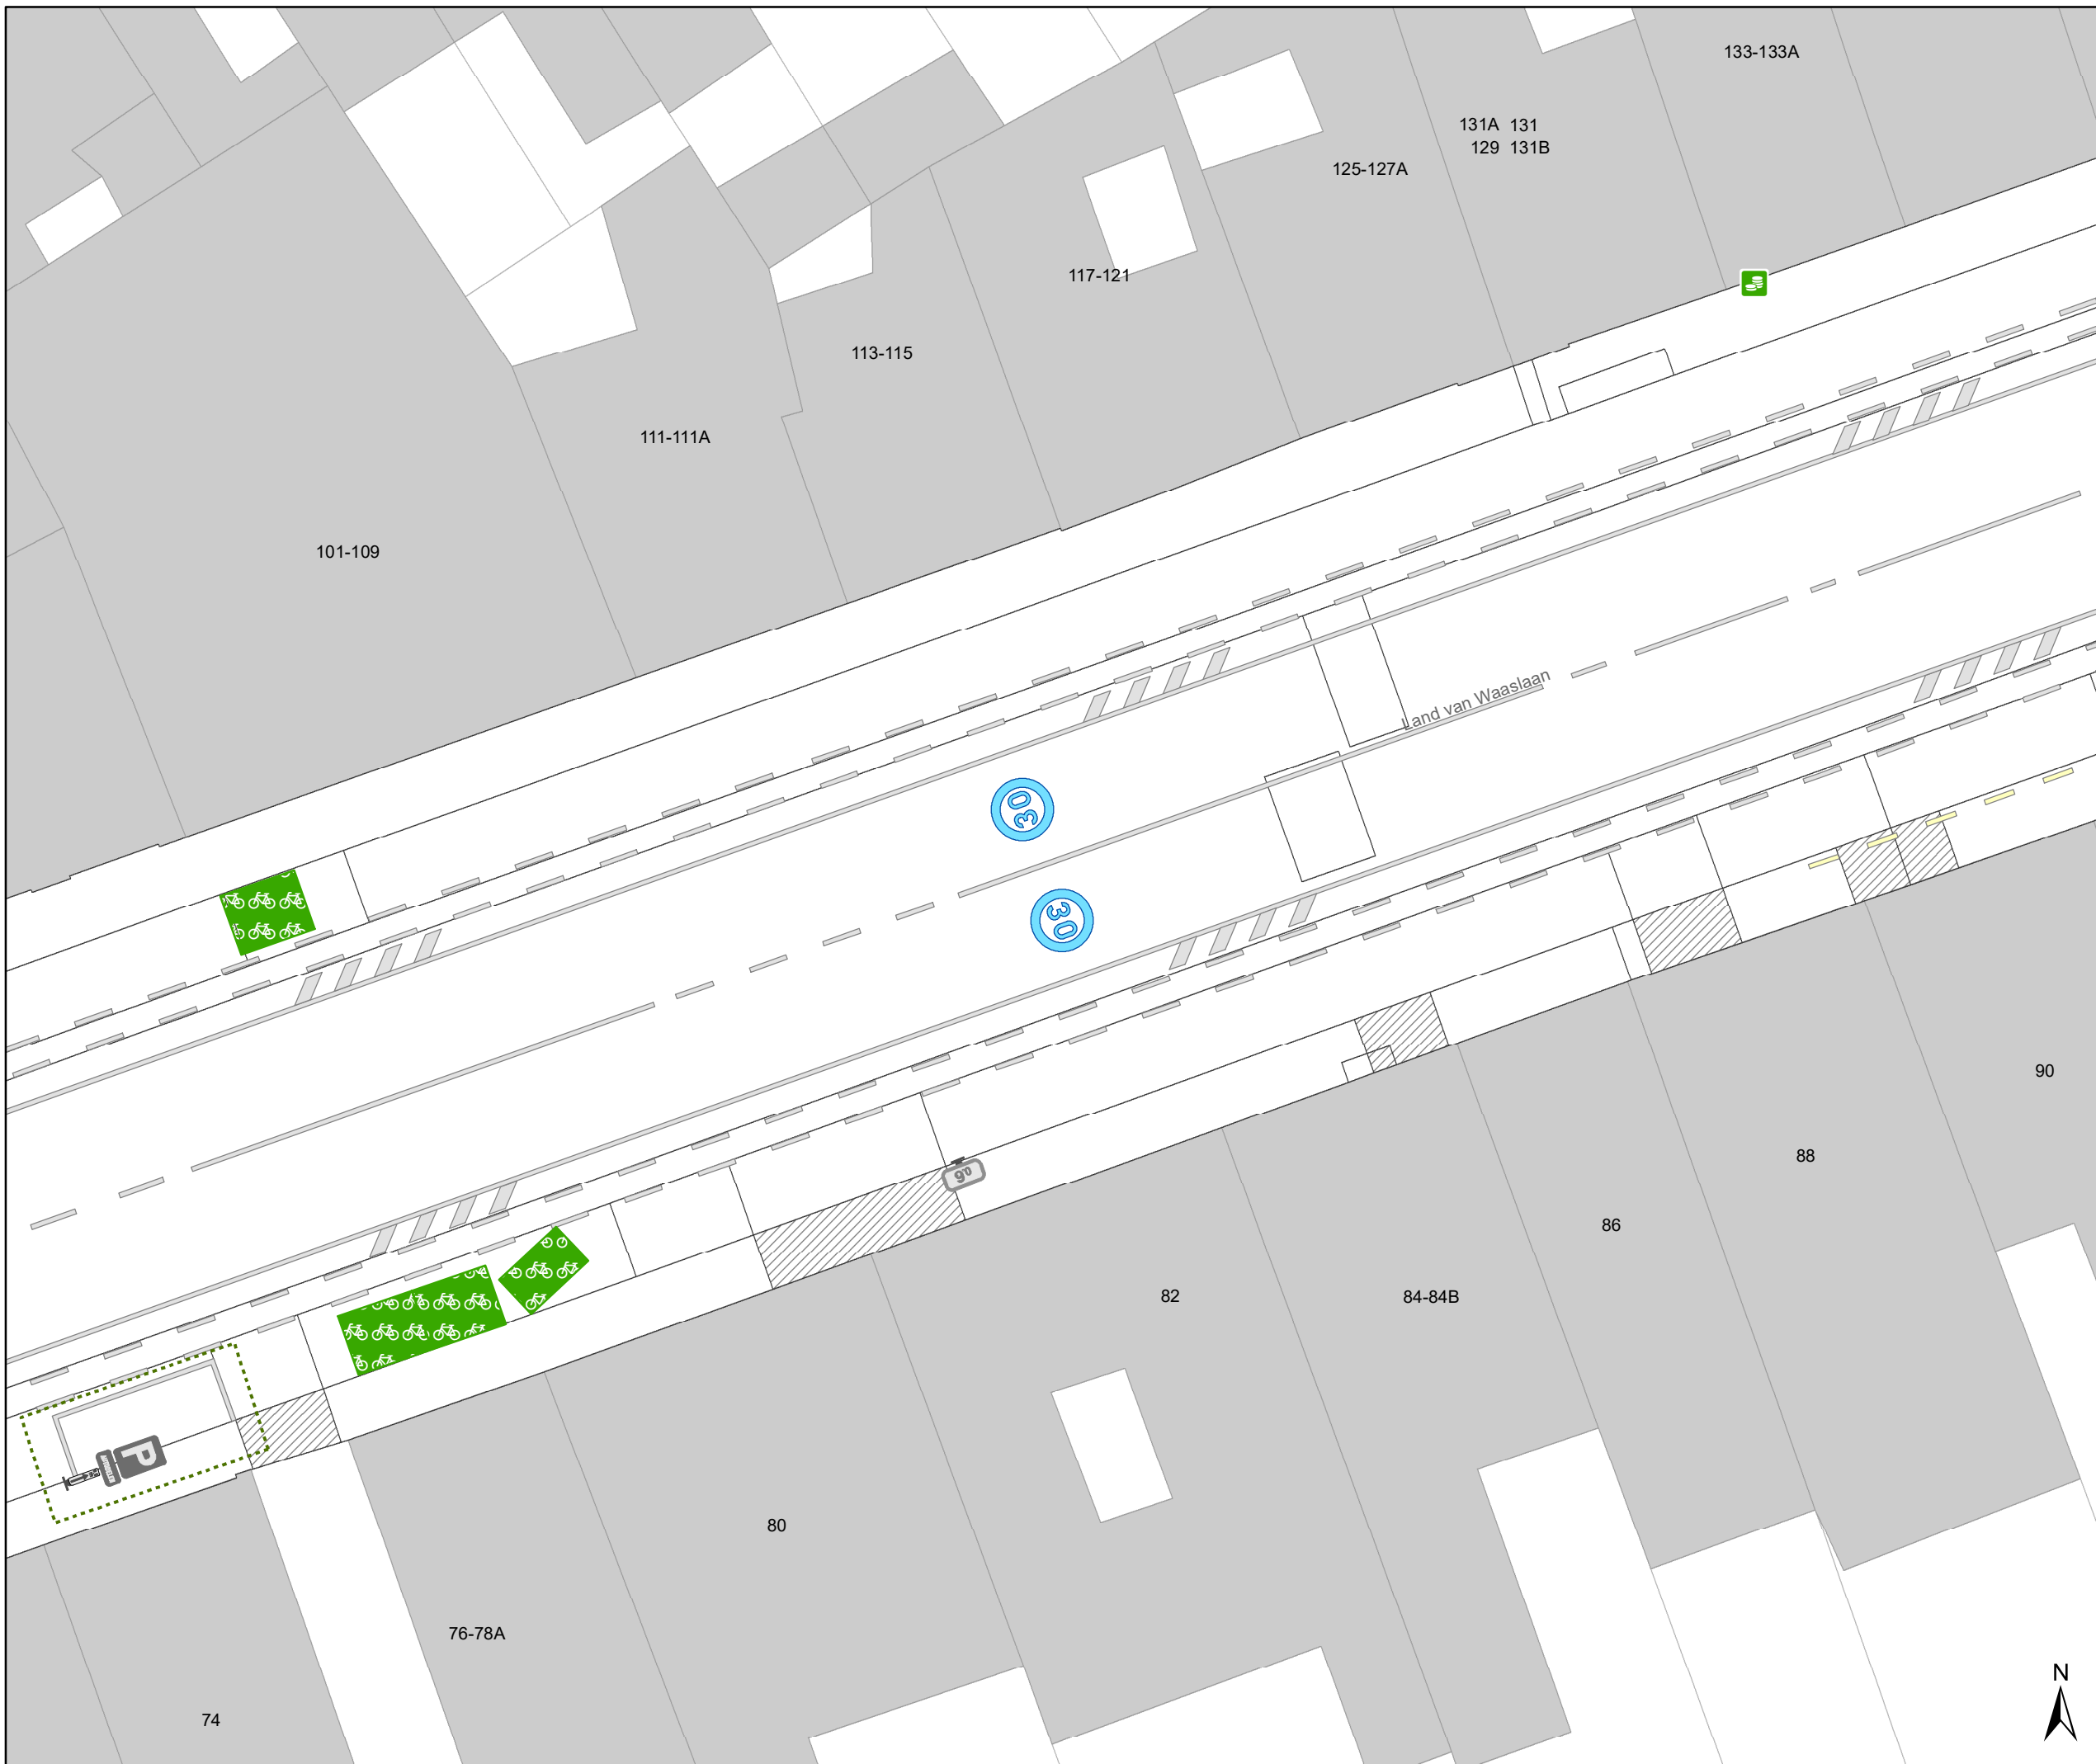 133-133A
131A 131
129 131B
125-127A
117-121
113-115
111-111A
101-109
Land van Waaslaan
30
30
90
88
86
84-84B
82
80
76-78A
74
P
N